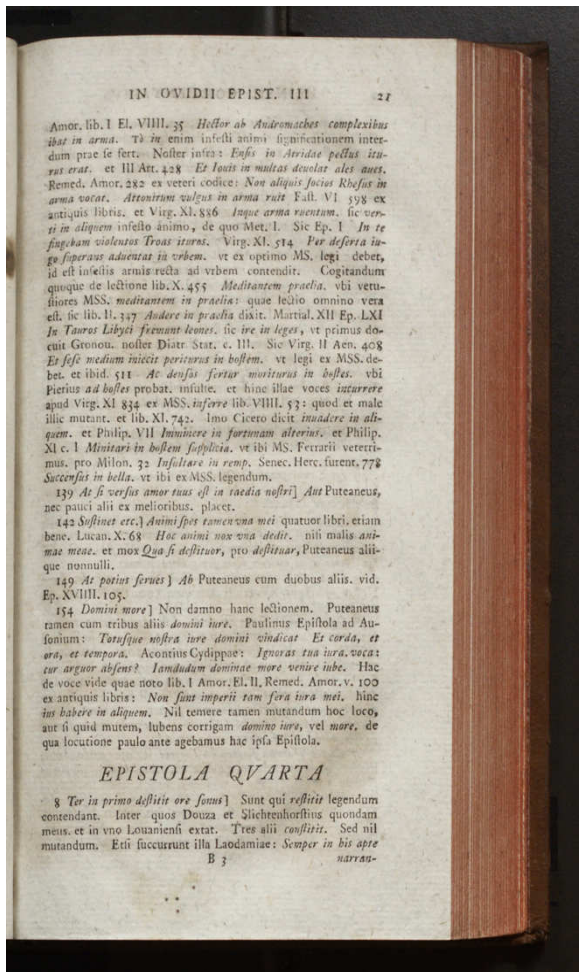 IN OVIDII EPIST. III 21
Amor. lib. I El. VIIII. 35 Hector ab Andromaches complexibus
ibat in arma. Τὸ in enim infesti animi significationem inter-
dum prae se fert. Noster infra: Ensis in Atridae pectus itu-
rus erat. et III Art. 428 Et Iouis in multas deuolat ales aues.
Remed. Amor. 282 ex veteri codice: Non aliquis socios Rhesus in
arma vocat. Attonitum vulgus in arma ruit Fast. VI 598 ex
antiquis libris. et Virg. XI. 886 Inque arma ruentum. sic ver-
ti in aliquem infesto animo, de quo Met. I. Sic Ep. I In te
fingebam violentos Troas ituros. Virg. XI. 514 Per deserta iu-
go superans aduentat in vrbem. vt ex optimo MS. legi debet,
id est infestis armis recta ad vrbem contendit. Cogitandum
quoque de lectione lib. X. 455 Meditantem praelia. vbi vetu-
stiores MSS. meditantem in praelia: quae lectio omnino vera
est. sic lib. II. 347 Audere in praelia dixit. Martial. XII Ep. LXI
In Tauros Libyci fremunt leones. sic ire in leges, vt primus do-
cuit Gronou. noster Diatr. Stat. c. III. Sic Virg. II Aen. 408
Et sese medium iniecit periturus in hostem. vt legi ex MSS. de-
bet. et ibid. 511 Ac densos fertur moriturus in hostes. vbi
Pierius ad hostes probat. insulse. et hinc illae voces incurrere
apud Virg. XI 834 ex MSS. inferre lib. VIIII. 53: quod et male
illic mutant. et lib. XI. 742. Imo Cicero dicit inuadere in ali-
quem. et Philip. VII Imminere in fortunam alterius. et Philip.
XI c. I Minitari in hostem supplicia. vt ibi MS. Ferrarii veterri-
mus. pro Milon. 32 Insultare in remp. Senec. Herc. furent. 778
Succensus in bella. vt ibi ex MSS. legendum.
139 At si versus amor tuus est in taedia nostri] Aut Puteaneus,
nec pauci alii ex melioribus. placet.
142 Sustinet etc.] Animi spes tamen vna mei quatuor libri. etiam
bene. Lucan. X. 68 Hoc animi nox vna dedit. nisi malis ani-
mae meae. et mox Qua si destituor, pro destituar, Puteaneus alii-
que nonnulli.
149 At potius serues] Ab Puteaneus cum duobus aliis. vid.
Ep. XVIIII. 105.
154 Domini more] Non damno hanc lectionem. Puteaneus
tamen cum tribus aliis domini iure. Paulinus Epistola ad Au-
sonium: Totusque nostra iure domini vindicat Et corda, et
ora, et tempora. Acontius Cydippae: Ignoras tua iura. voca:
cur arguor absens? Iamdudum dominae more venire iube. Hac
de voce vide quae noto lib. I Amor. El. II. Remed. Amor. v. 100
ex antiquis libris: Non sunt imperii tam fera iura mei. hinc
ius habere in aliquem. Nil temere tamen mutandum hoc loco,
aut si quid mutem, lubens corrigam domino iure, vel more. de
qua locutione paulo ante agebamus hac ipsa Epistola.
EPISTOLA QVARTA
8 Ter in primo destitit ore sonus] Sunt qui restitit legendum
contendant. Inter quos Douza et Slichtenhorstius quondam
meus. et in vno Louaniensi extat. Tres alii constitit. Sed nil
mutandum. Etsi succurrunt illa Laodamiae: Semper in his apte
B 3 narran-